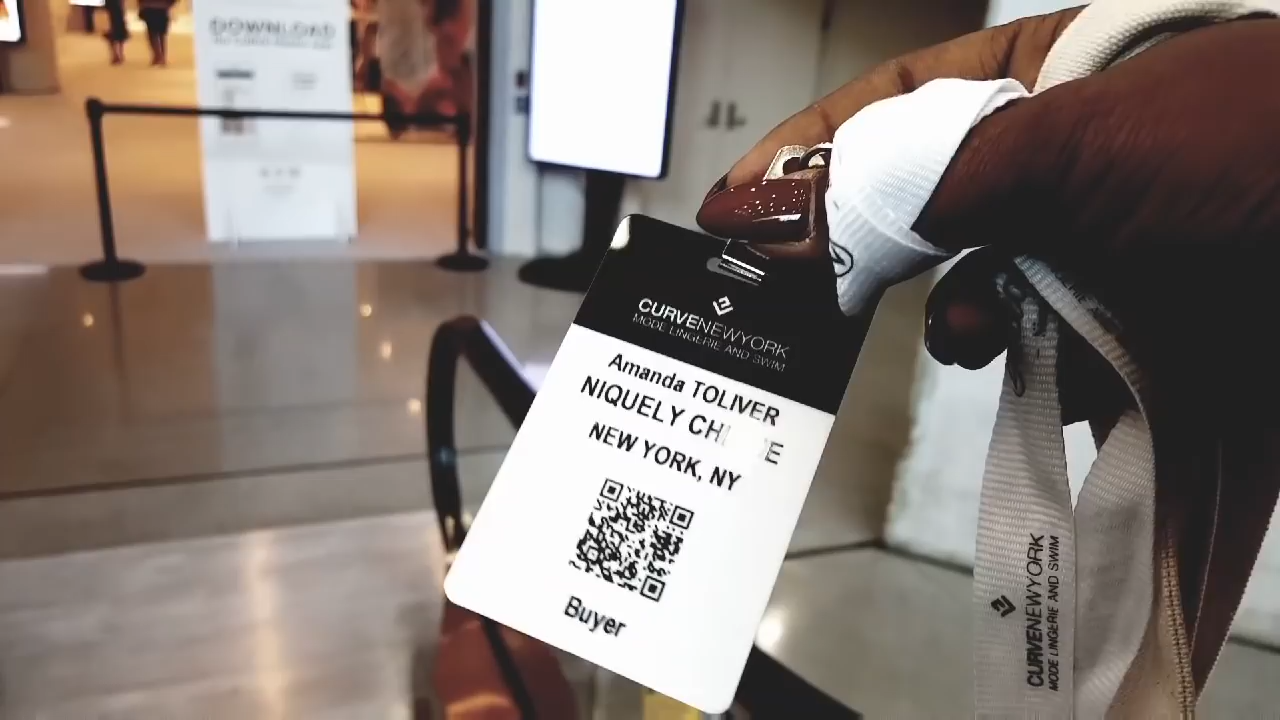 DOWNLOAD
CURVENEWYORK
MODE LINGERIE AND SWIM
Amanda TOLIVER
NIQUELY
NEW YORK, NY
Buyer
CURVENEWYORK
MODE LINGERIE AND SWIM